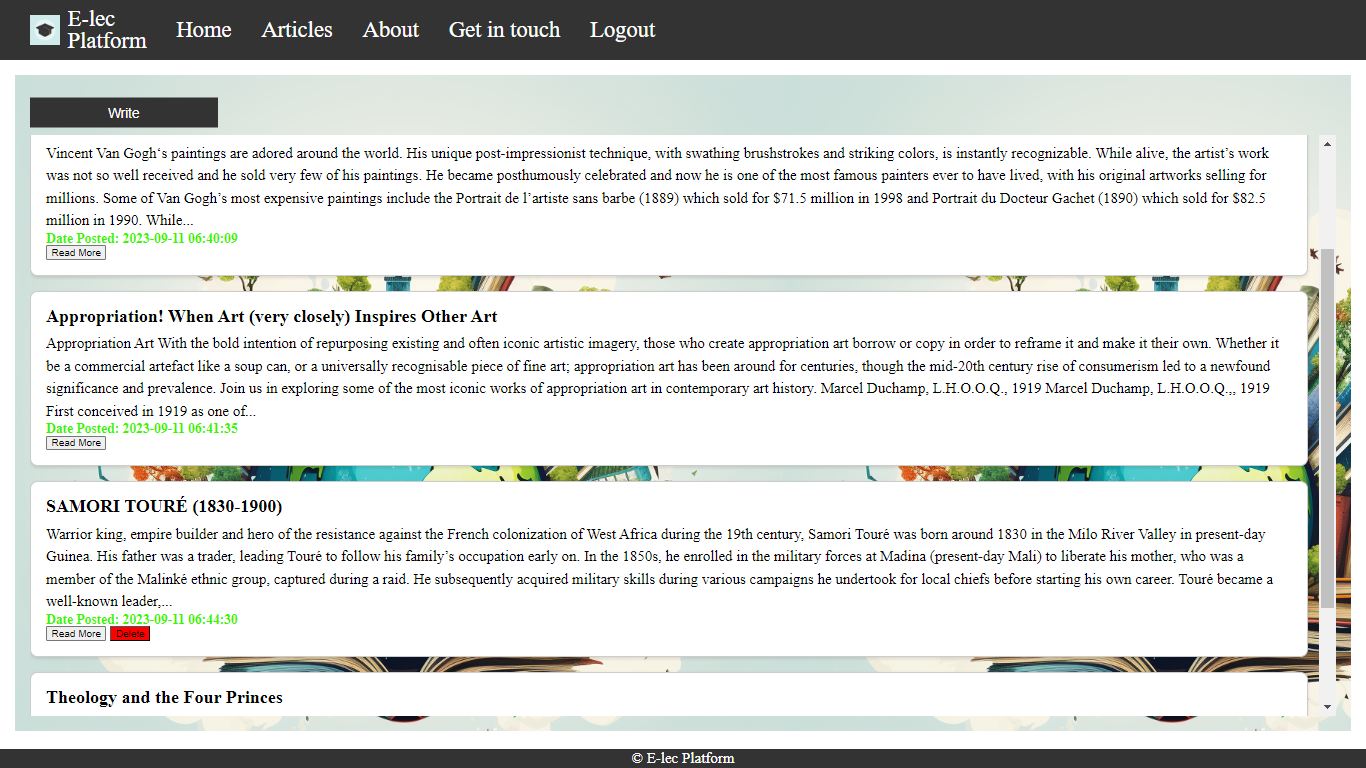 E-lec
Platform
Home
Articles
About
Get in touch
Logout
Write
Vincent Van Gogh‘s paintings are adored around the world. His unique post-impressionist technique, with swathing brushstrokes and striking colors, is instantly recognizable. While alive, the artist’s work
was not so well received and he sold very few of his paintings. He became posthumously celebrated and now he is one of the most famous painters ever to have lived, with his original artworks selling for
millions. Some of Van Gogh’s most expensive paintings include the Portrait de l’artiste sans barbe (1889) which sold for $71.5 million in 1998 and Portrait du Docteur Gachet (1890) which sold for $82.5
million in 1990. While...
Date Posted: 2023-09-11 06:40:09
Read More
Appropriation! When Art (very closely) Inspires Other Art
Appropriation Art With the bold intention of repurposing existing and often iconic artistic imagery, those who create appropriation art borrow or copy in order to reframe it and make it their own. Whether it
be a commercial artefact like a soup can, or a universally recognisable piece of fine art; appropriation art has been around for centuries, though the mid-20th century rise of consumerism led to a newfound
significance and prevalence. Join us in exploring some of the most iconic works of appropriation art in contemporary art history. Marcel Duchamp, L.H.O.O.Q., 1919 Marcel Duchamp, L.H.O.O.Q.,, 1919
First conceived in 1919 as one of...
Date Posted: 2023-09-11 06:41:35
Read More
SAMORI TOURÉ (1830-1900)
Warrior king, empire builder and hero of the resistance against the French colonization of West Africa during the 19th century, Samori Touré was born around 1830 in the Milo River Valley in present-day
Guinea. His father was a trader, leading Touré to follow his family’s occupation early on. In the 1850s, he enrolled in the military forces at Madina (present-day Mali) to liberate his mother, who was a
member of the Malinké ethnic group, captured during a raid. He subsequently acquired military skills during various campaigns he undertook for local chiefs before starting his own career. Touré became a
well-known leader,...
Date Posted: 2023-09-11 06:44:30
Read More Delete
Theology and the Four Princes
© E-lec Platform